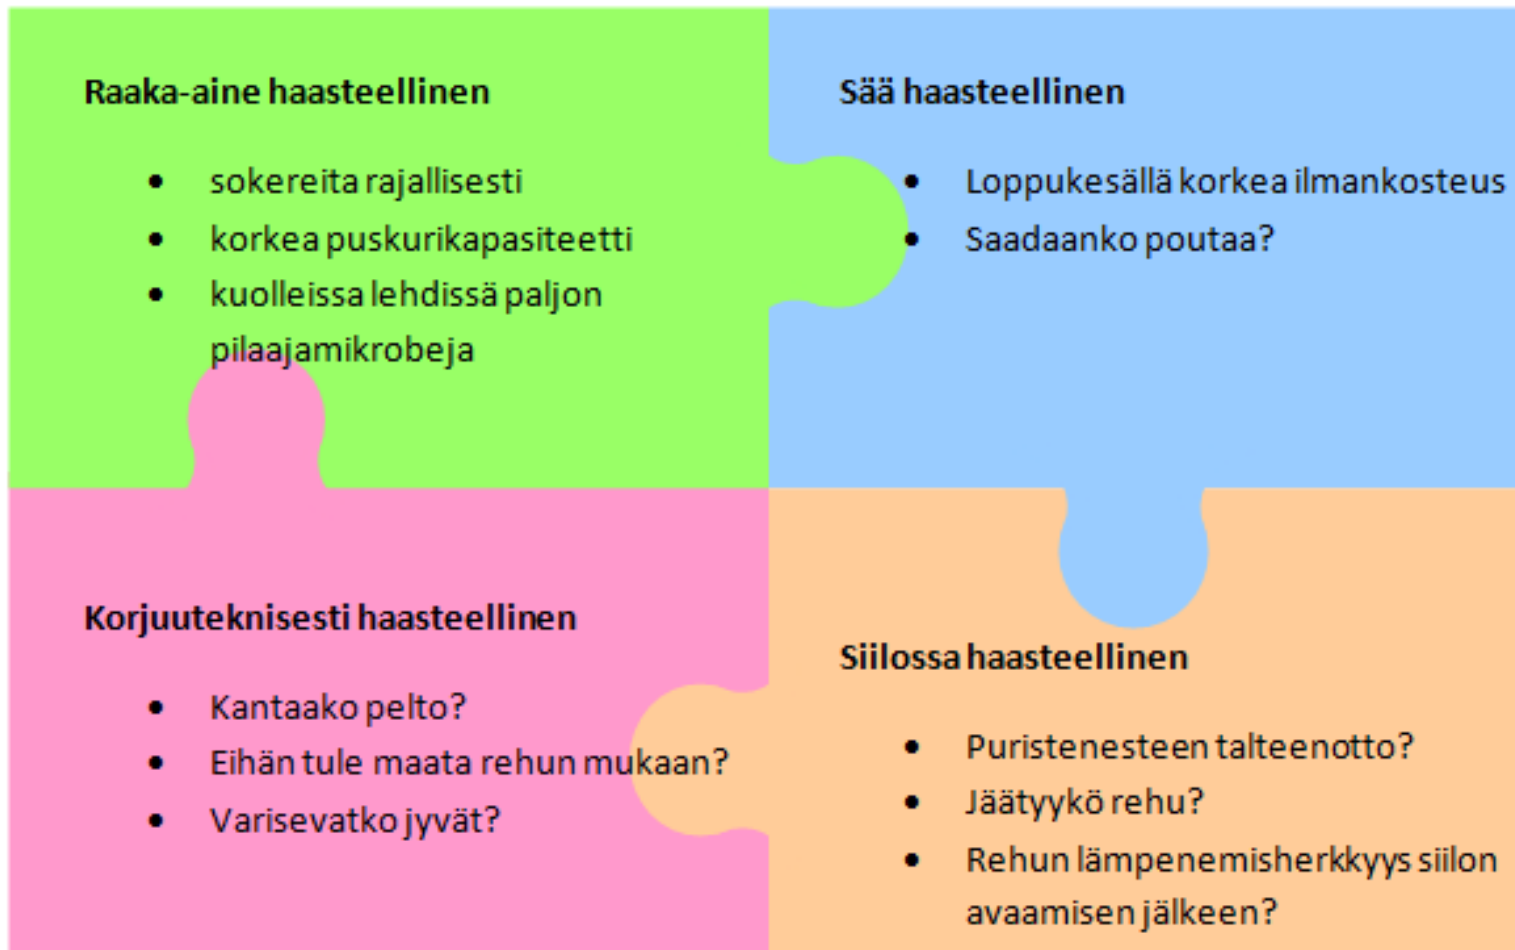 Raaka-aine haasteellinen
• sokereita rajallisesti
• korkea puskurikapasiteetti
• kuolleissa lehdissä paljon
pilaajamikrobeja
Sää haasteellinen
• Loppukesällä korkea ilmankosteus
• Saadaanko poutaa?
Korjuuteknisesti haasteellinen
• Kantaako pelto?
• Eihän tule maata rehun mukaan?
• Varisevatko jyvät?
Siilossa haasteellinen
• Puristenesteen talteenotto?
• Jäätyykö rehu?
• Rehun lämpenemisherkkyys siilon
avaamisen jälkeen?